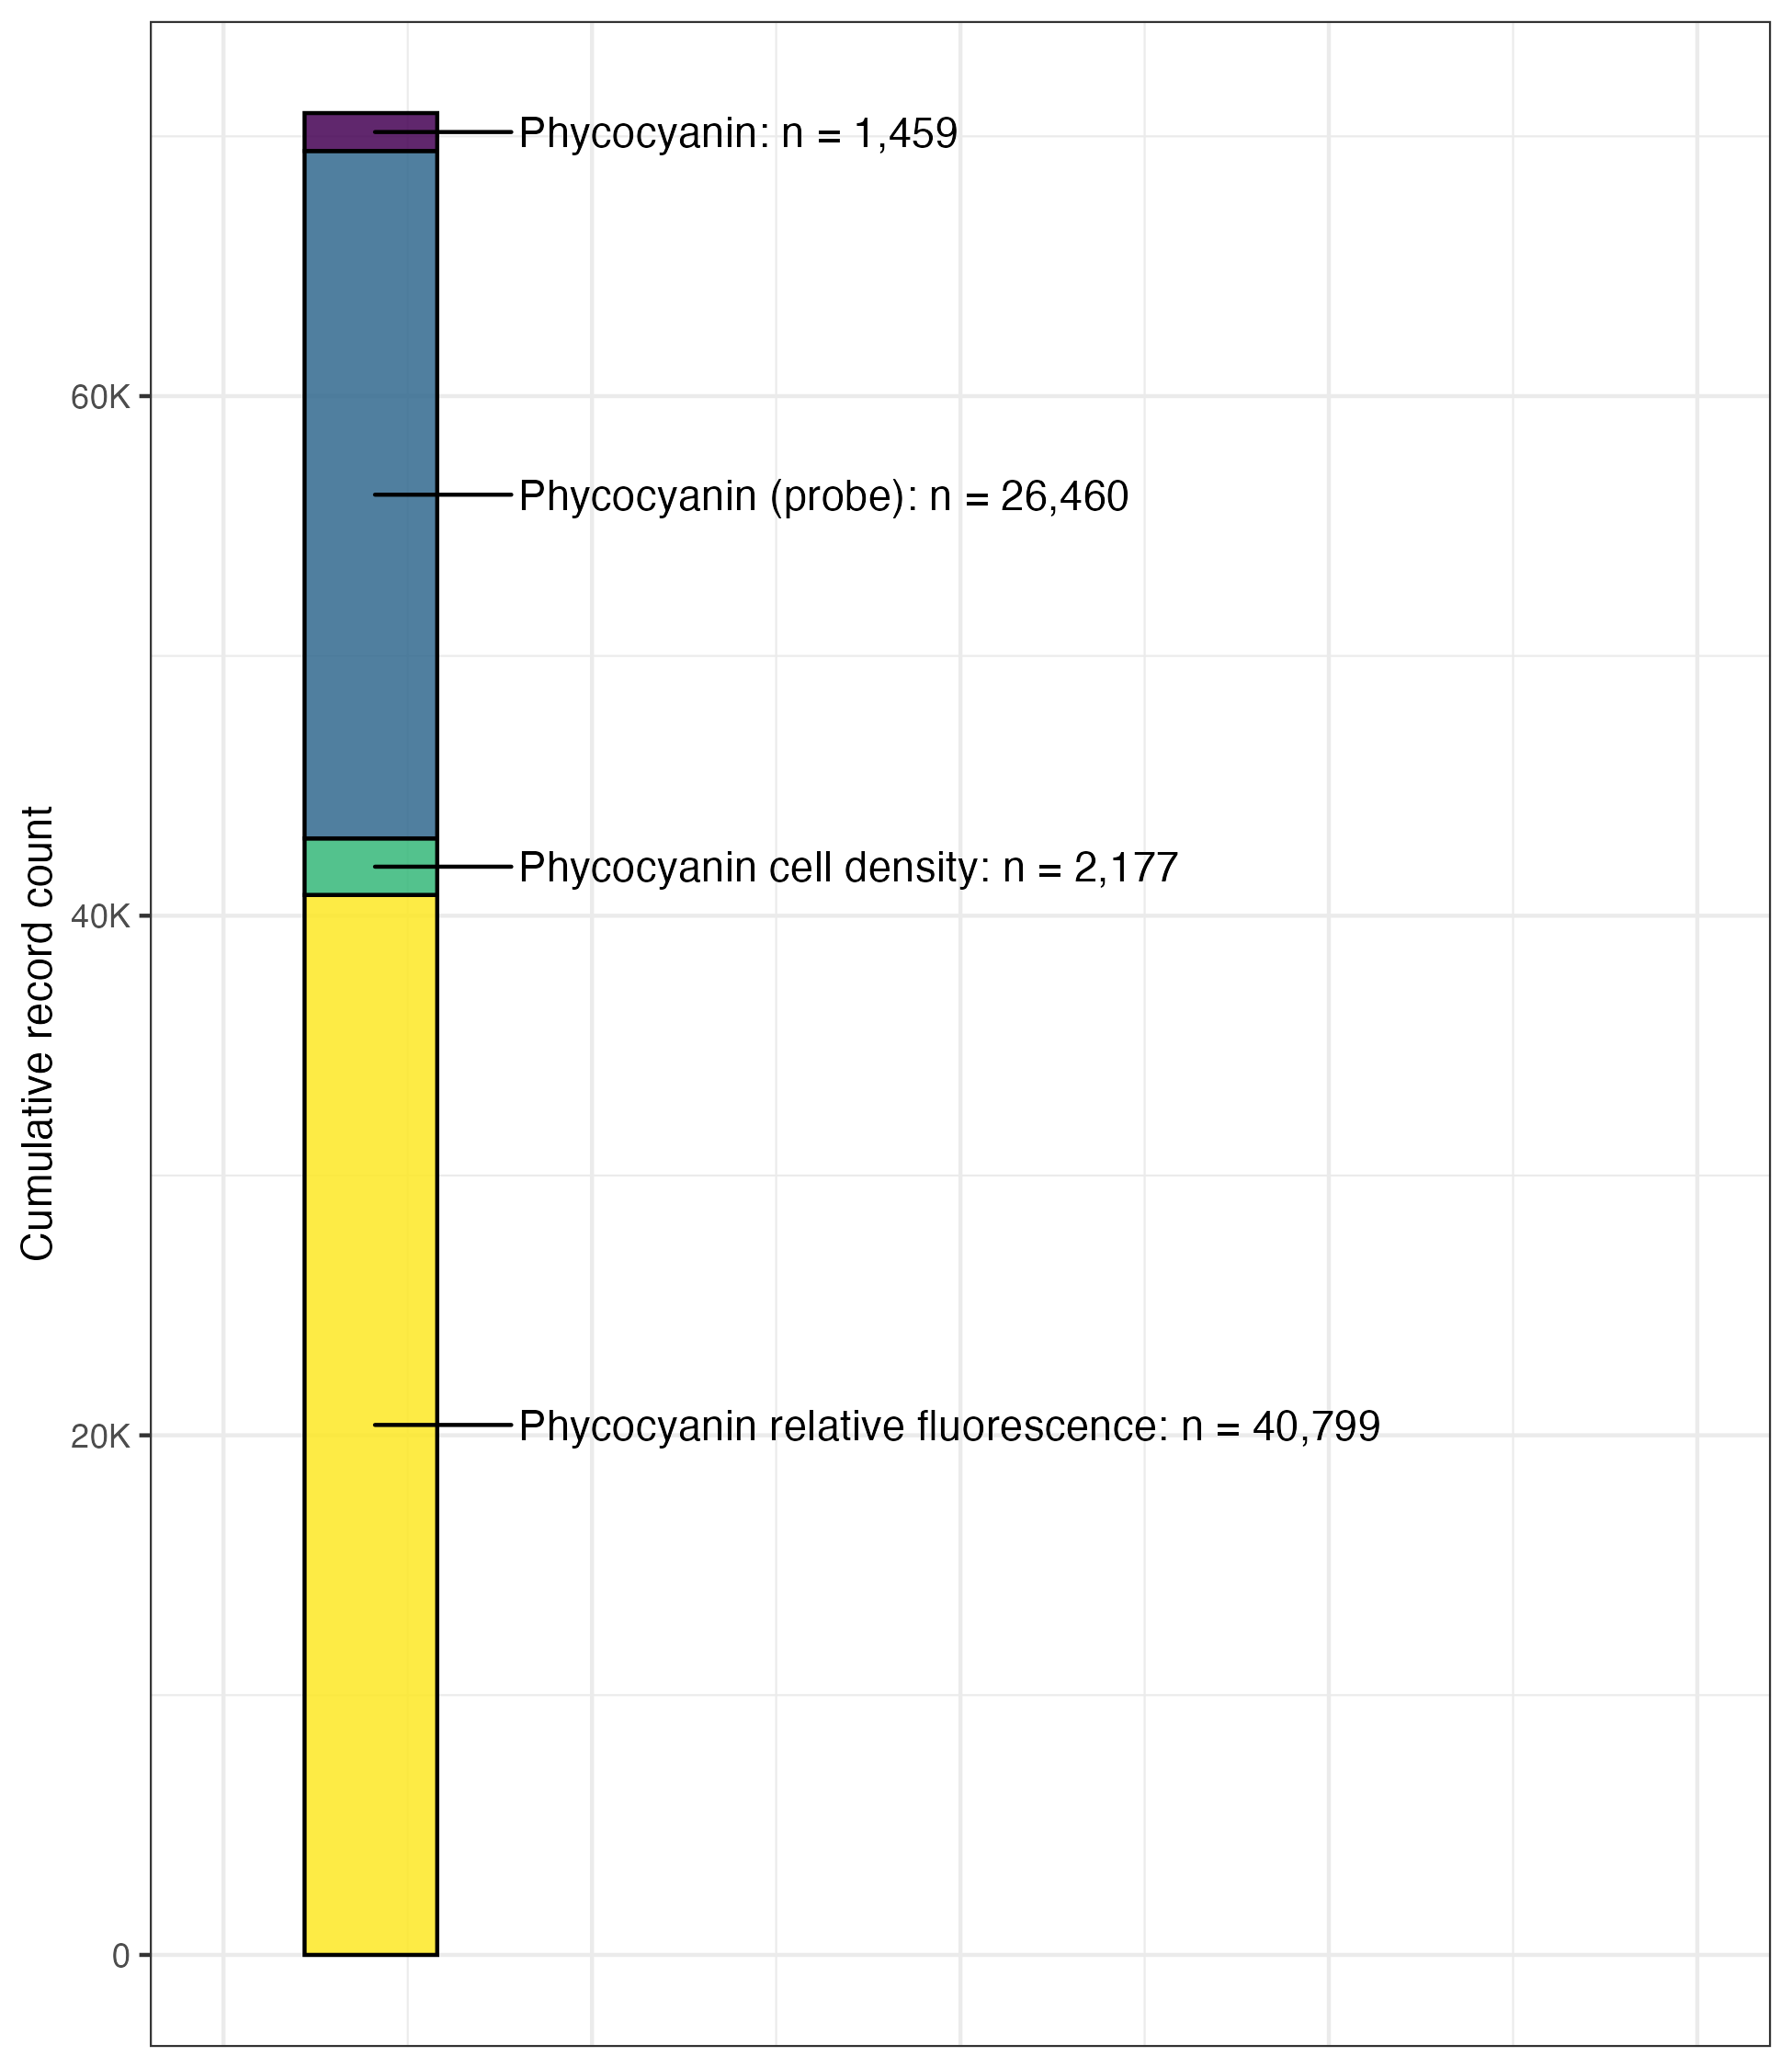 Phycocyanin: n = 1,459
60K
Phycocyanin (probe): n = 26,460
Phycocyanin cell density: n = 2,177
40K
Cumulative record count
Phycocyanin relative fluorescence: n = 40,799
20K
0